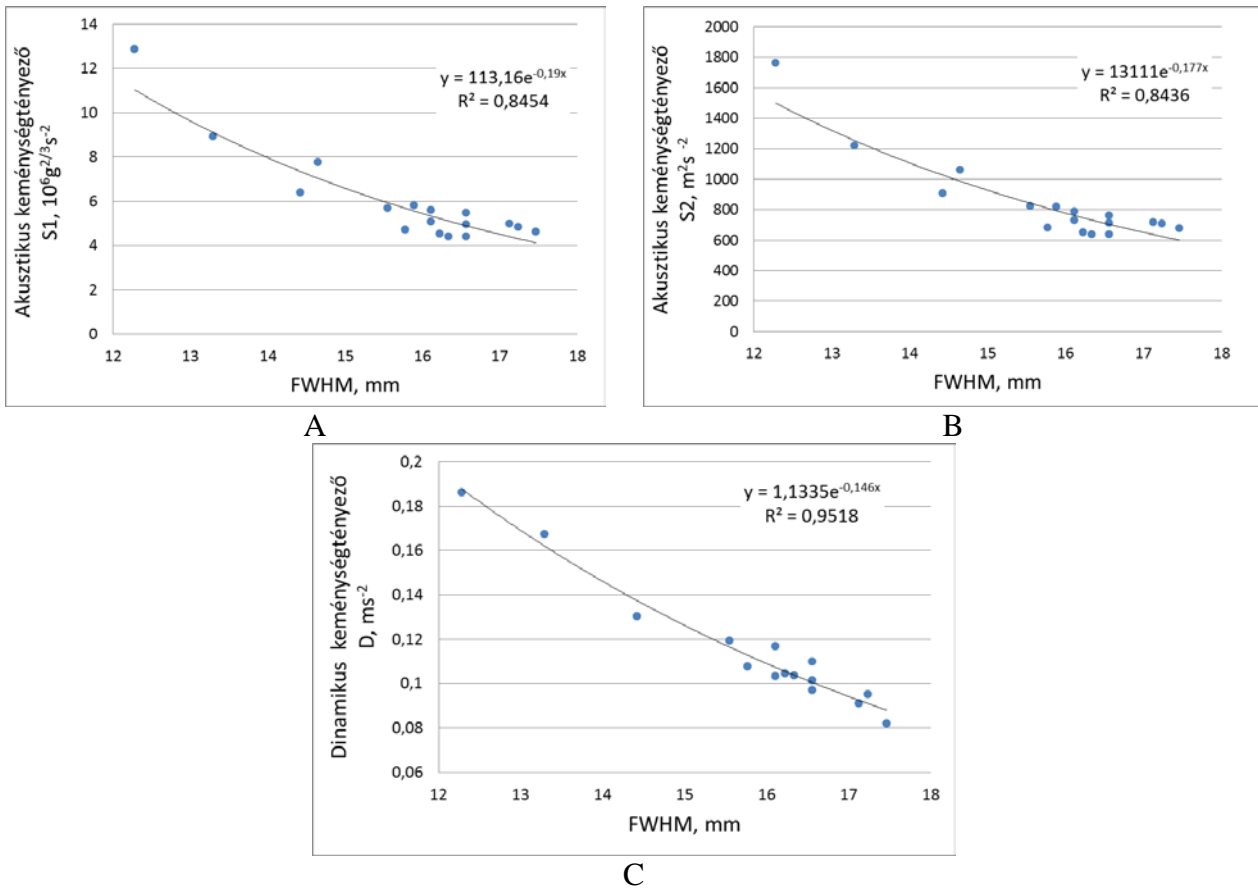 14
12
10
8
6
4
2
0
12 13 14 15 16 17 18
Akusztikus keménységtényező
S1, 10⁶g²/³s⁻²
FWHM, mm
y = 113,16e⁻⁰,¹⁹ˣ
R² = 0,8454
A
2000
1800
1600
1400
1200
1000
800
600
400
200
0
12 13 14 15 16 17 18
Akusztikus keménységtényező
S2, m²s ⁻²
FWHM, mm
y = 13111e⁻⁰,¹⁷⁷ˣ
R² = 0,8436
B
0,2
0,18
0,16
0,14
0,12
0,1
0,08
0,06
12 13 14 15 16 17 18
Dinamikus keménységtényező
D, ms⁻²
FWHM, mm
y = 1,1335e⁻⁰,¹⁴⁶ˣ
R² = 0,9518
C